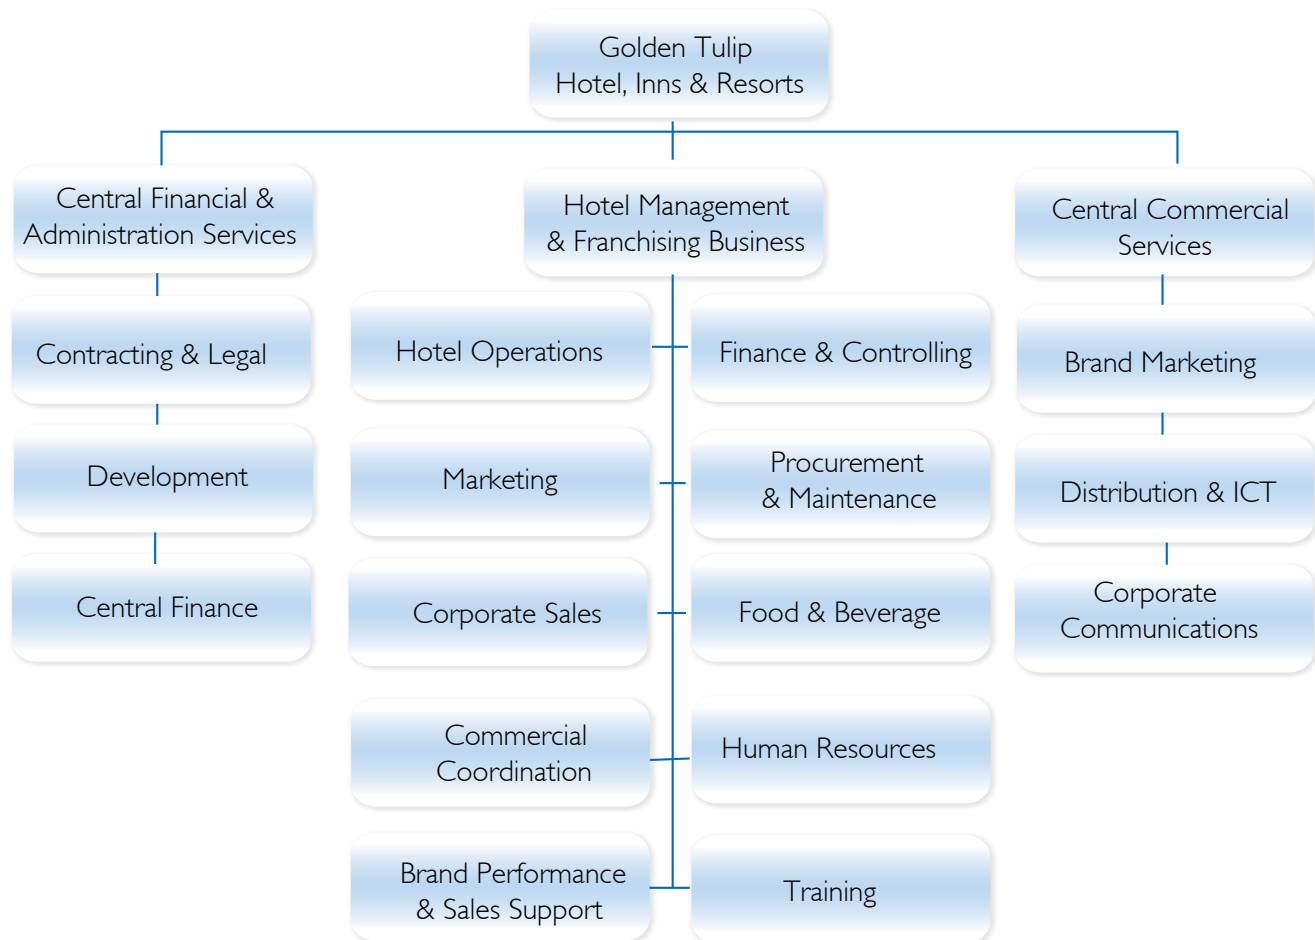 Golden Tulip
Hotel, Inns & Resorts
Central Financial &
Administration Services
Hotel Management
& Franchising Business
Central Commercial
Services
Contracting & Legal
Hotel Operations
Finance & Controlling
Brand Marketing
Development
Marketing
Procurement
& Maintenance
Distribution & ICT
Central Finance
Corporate Sales
Food & Beverage
Corporate
Communications
Commercial
Coordination
Human Resources
Brand Performance
& Sales Support
Training